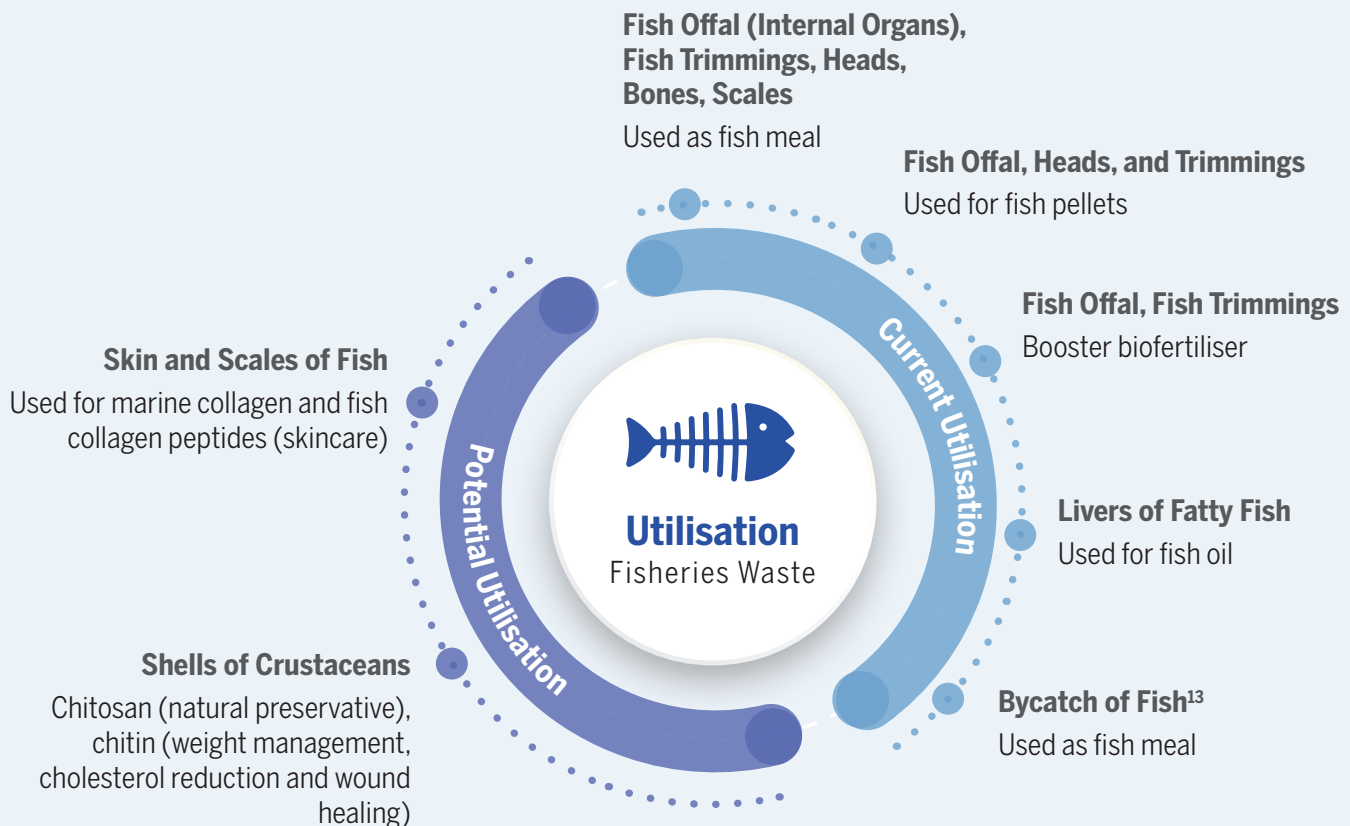 Fish Offal (Internal Organs),
Fish Trimmings, Heads,
Bones, Scales
Used as fish meal
Fish Offal, Heads, and Trimmings
Used for fish pellets
Fish Offal, Fish Trimmings
Booster biofertiliser
Livers of Fatty Fish
Used for fish oil
Bycatch of Fish¹³
Used as fish meal
Current Utilisation
Utilisation
Fisheries Waste
Potential Utilisation
Skin and Scales of Fish
Used for marine collagen and fish
collagen peptides (skincare)
Shells of Crustaceans
Chitosan (natural preservative),
chitin (weight management,
cholesterol reduction and wound
healing)